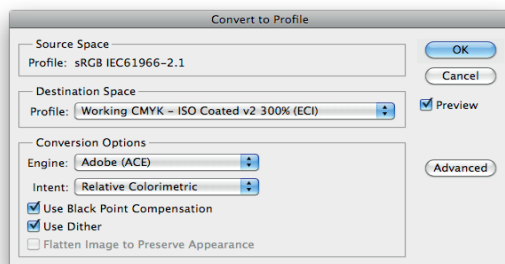 Convert to Profile
Source Space
Profile: sRGB IEC61966-2.1
Destination Space
Profile: Working CMYK - ISO Coated v2 300% (ECI)
Conversion Options
Engine: Adobe (ACE)
Intent: Relative Colorimetric
Use Black Point Compensation
Use Dither
Flatten Image to Preserve Appearance
OK
Cancel
Preview
Advanced